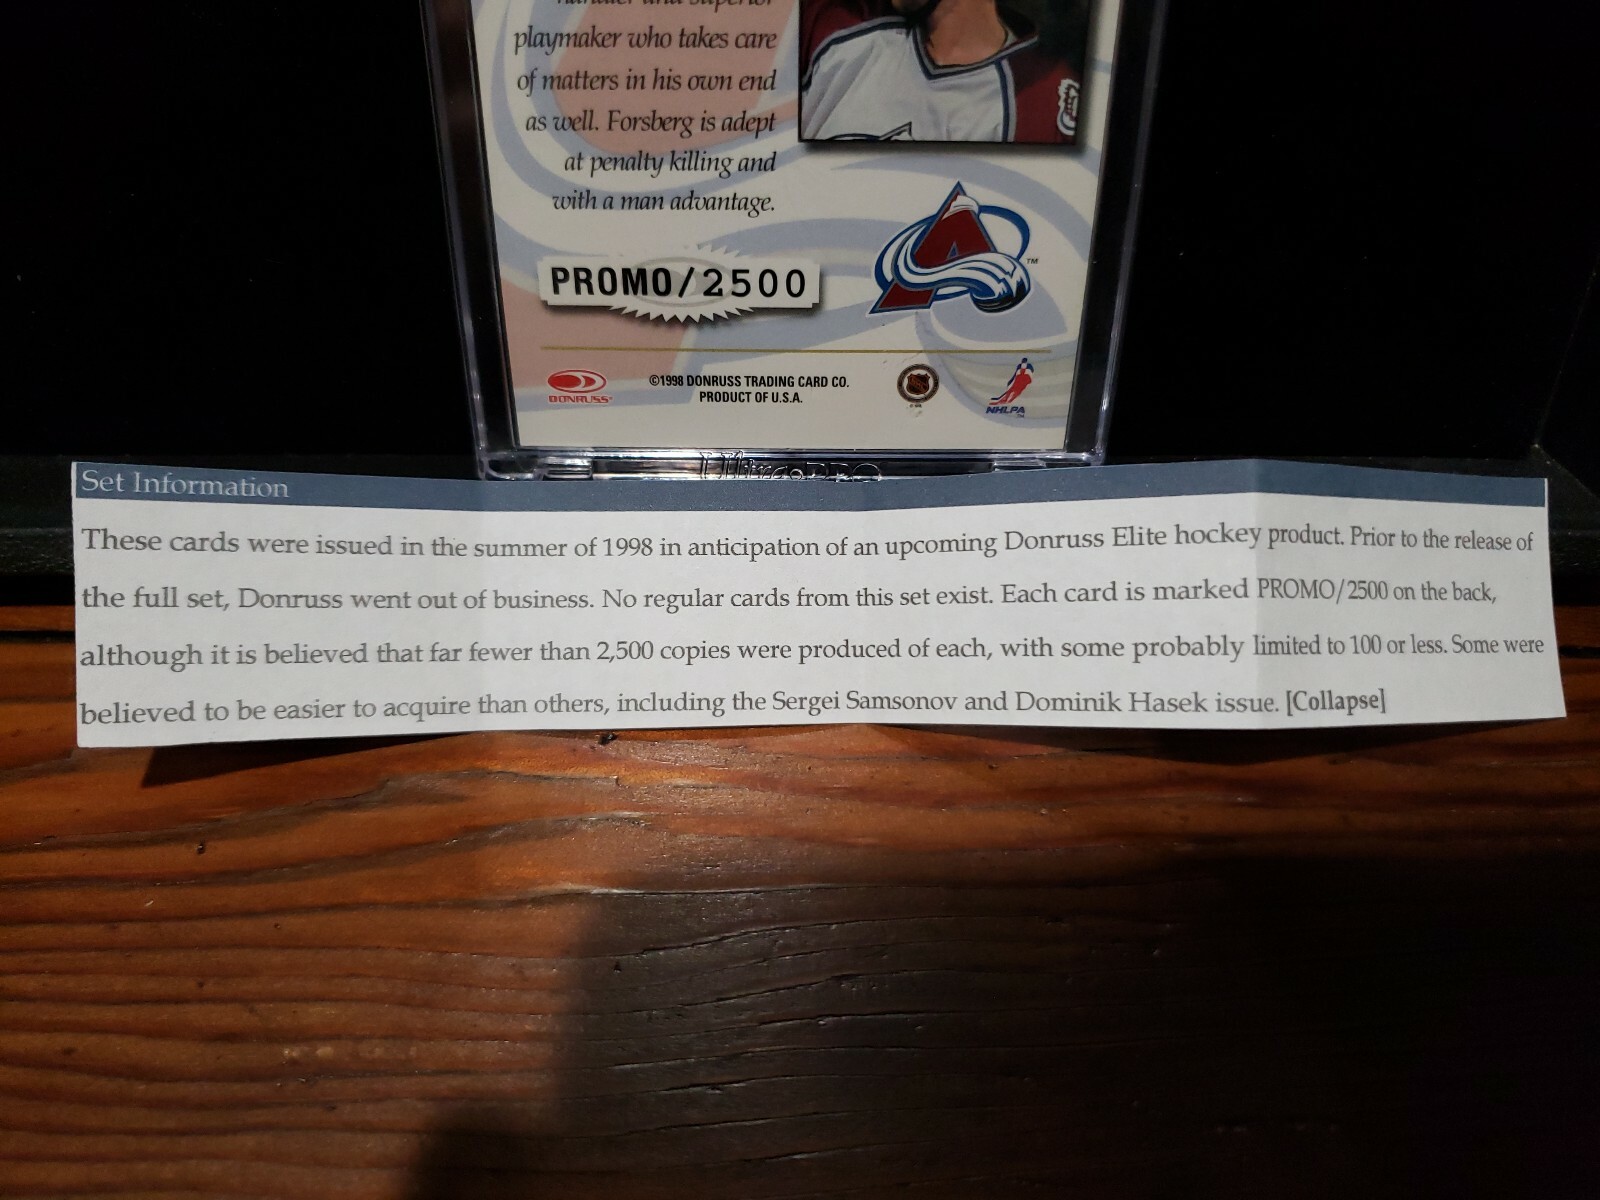 handler and superior
playmaker who takes care
of matters in his own end
as well. Forsberg is adept
at penalty killing and
with a man advantage.
PROMO/2500
TM
DONRUSS
©1998 DONRUSS TRADING CARD CO.
PRODUCT OF U.S.A.
NHLPA
UltraPRO
Set Information
These cards were issued in the summer of 1998 in anticipation of an upcoming Donruss Elite hockey product. Prior to the release of
the full set, Donruss went out of business. No regular cards from this set exist. Each card is marked PROMO/2500 on the back,
although it is believed that far fewer than 2,500 copies were produced of each, with some probably limited to 100 or less. Some were
believed to be easier to acquire than others, including the Sergei Samsonov and Dominik Hasek issue. [Collapse]